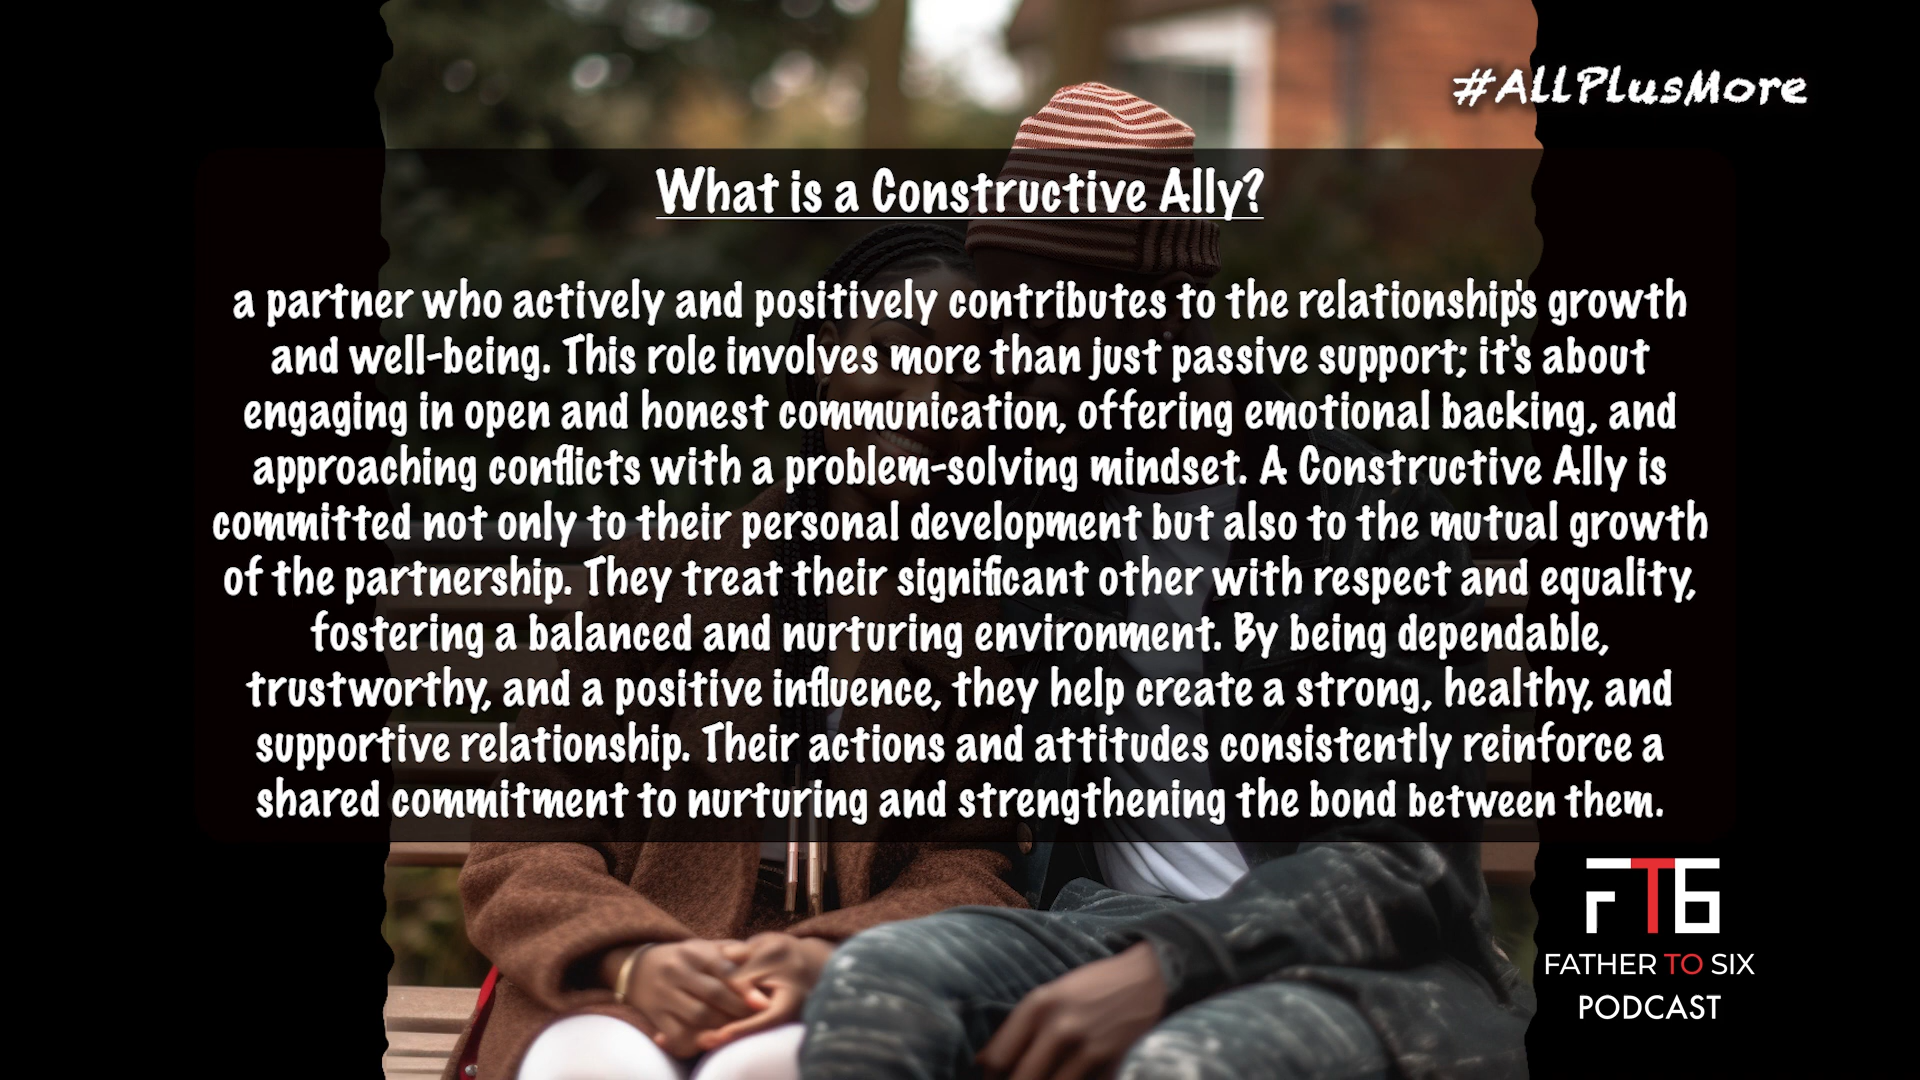 #ALLPLUSMORE
What is a Constructive Ally?
a partner who actively and positively contributes to the relationship's growth
and well-being. This role involves more than just passive support; it's about
engaging in open and honest communication, offering emotional backing, and
approaching conflicts with a problem-solving mindset. A Constructive Ally is
committed not only to their personal development but also to the mutual growth
of the partnership. They treat their significant other with respect and equality,
fostering a balanced and nurturing environment. By being dependable,
trustworthy, and a positive influence, they help create a strong, healthy, and
supportive relationship. Their actions and attitudes consistently reinforce a
shared commitment to nurturing and strengthening the bond between them.
FT6
FATHER TO SIX
PODCAST